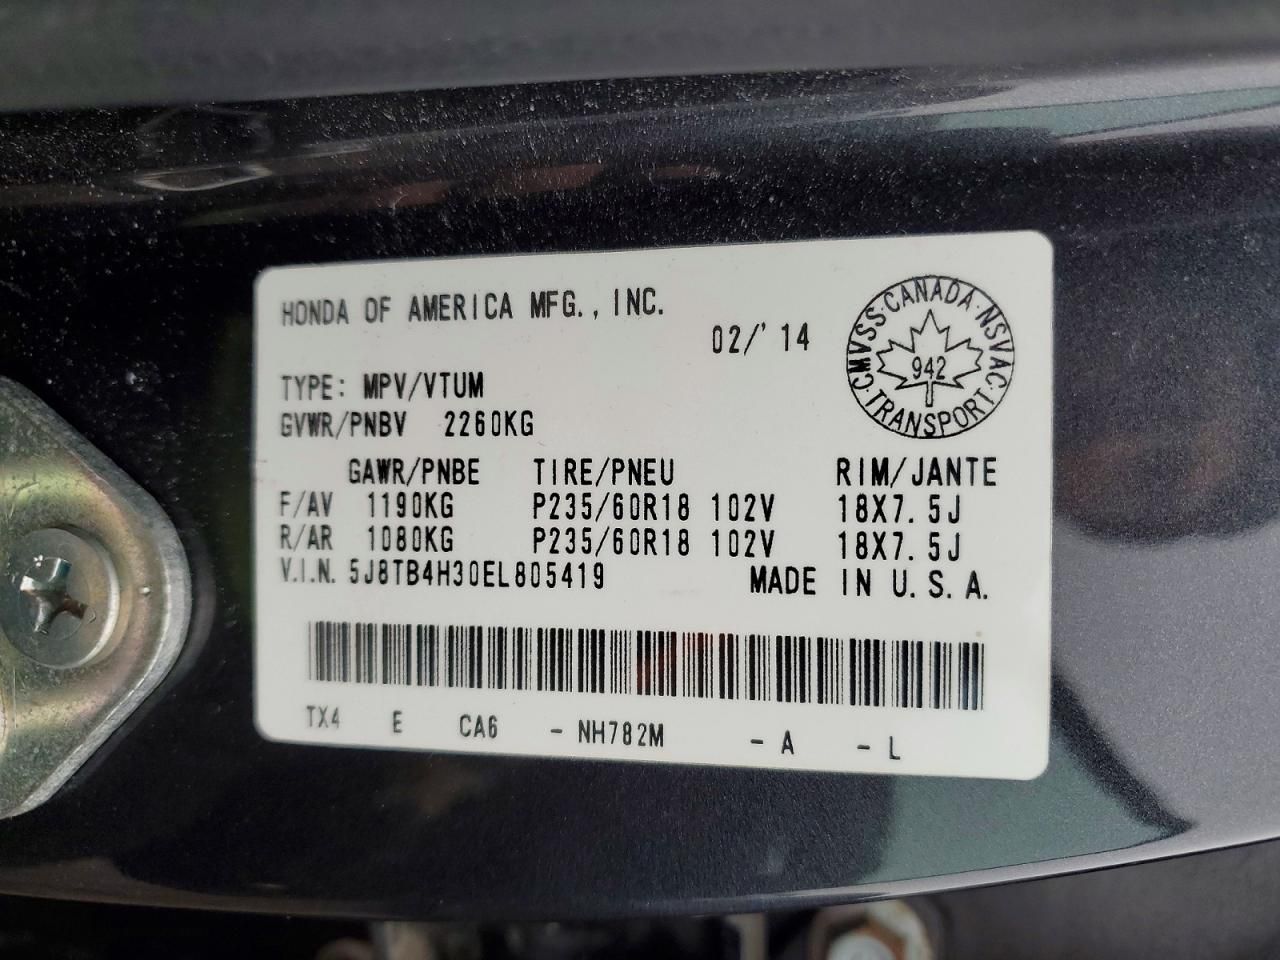 HONDA OF AMERICA MFG., INC.
02/'14
CMVSS·CANADA·NSVAC·TRANSPORT·
942
TYPE: MPV/VTUM
GVWR/PNBV 2260KG
GAWR/PNBE TIRE/PNEU RIM/JANTE
F/AV 1190KG P235/60R18 102V 18X7.5J
R/AR 1080KG P235/60R18 102V 18X7.5J
V.I.N. 5J8TB4H30EL805419 MADE IN U.S.A.
TX4 E CA6 - NH782M - A - L